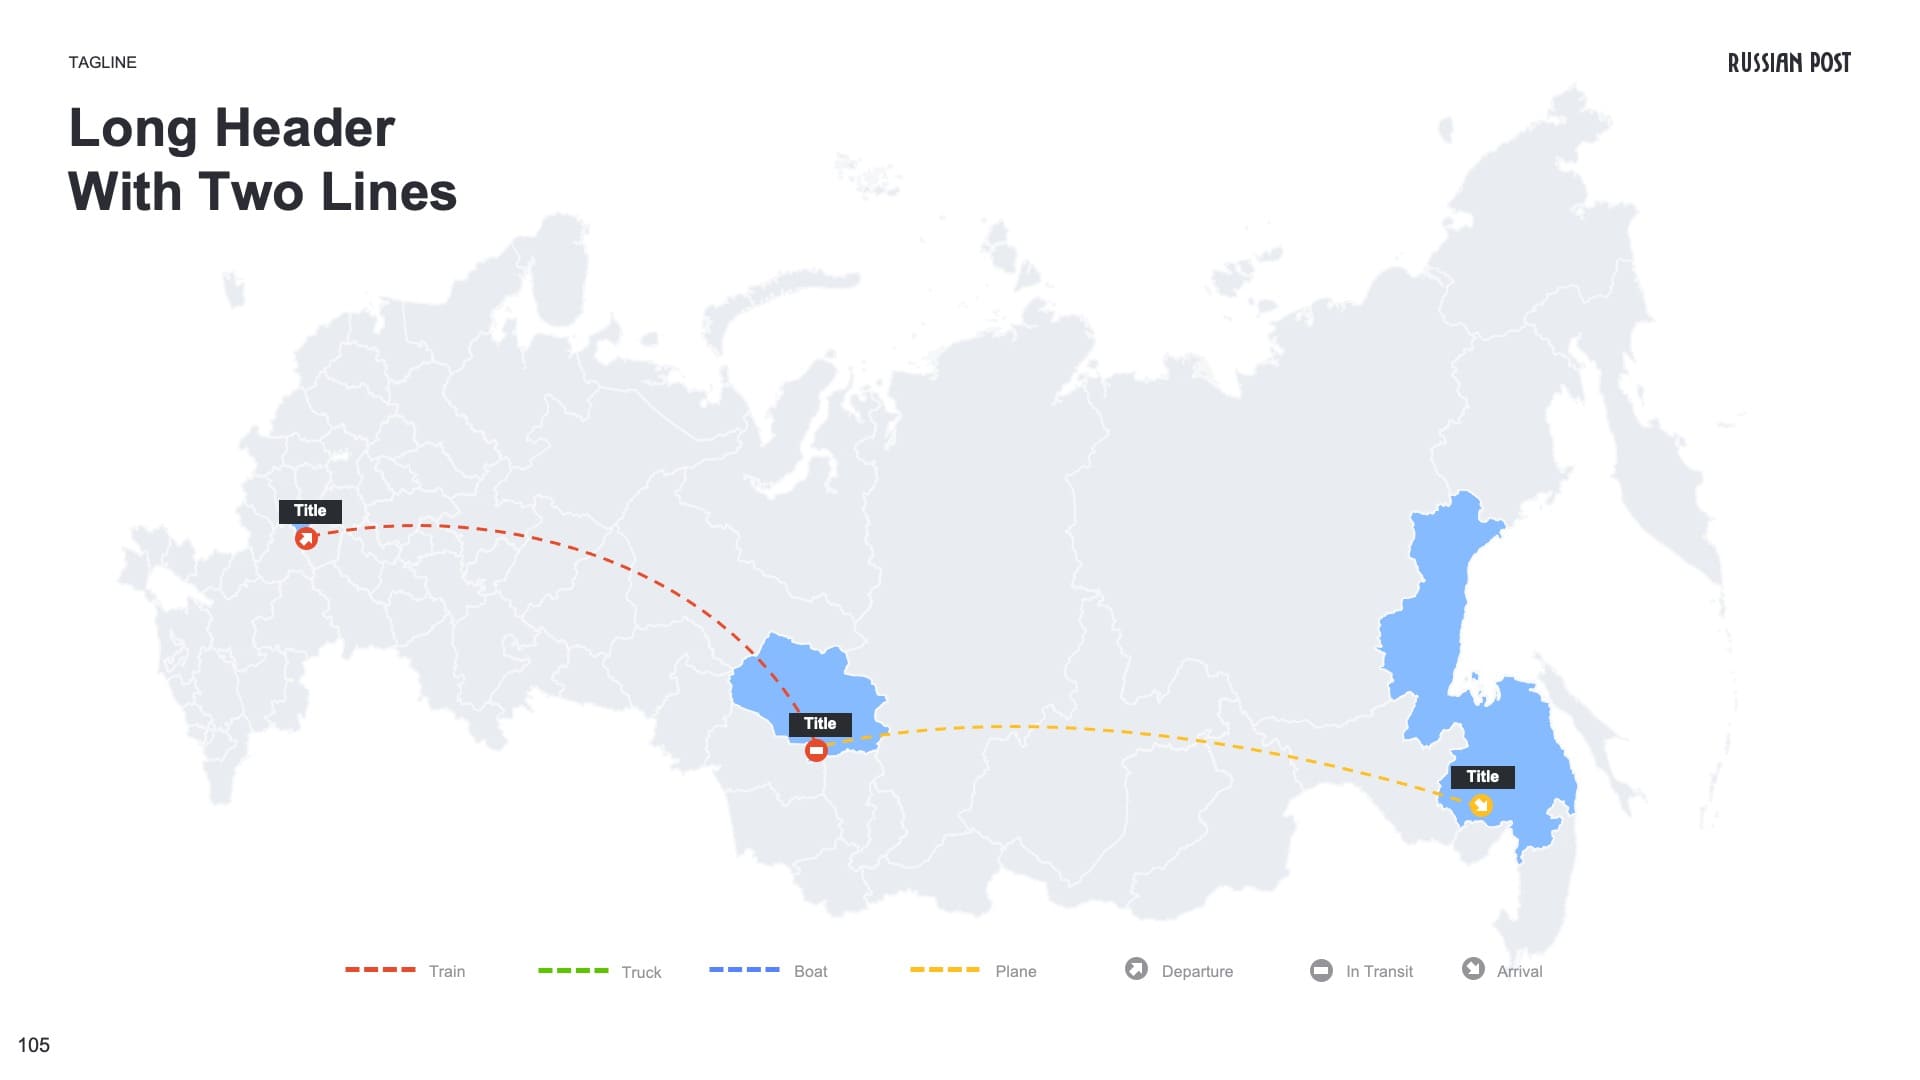 TAGLINE
RUSSIAN POST
Long Header
With Two Lines
Title
Title
Title
Train
Truck
Boat
Plane
Departure
In Transit
Arrival
105